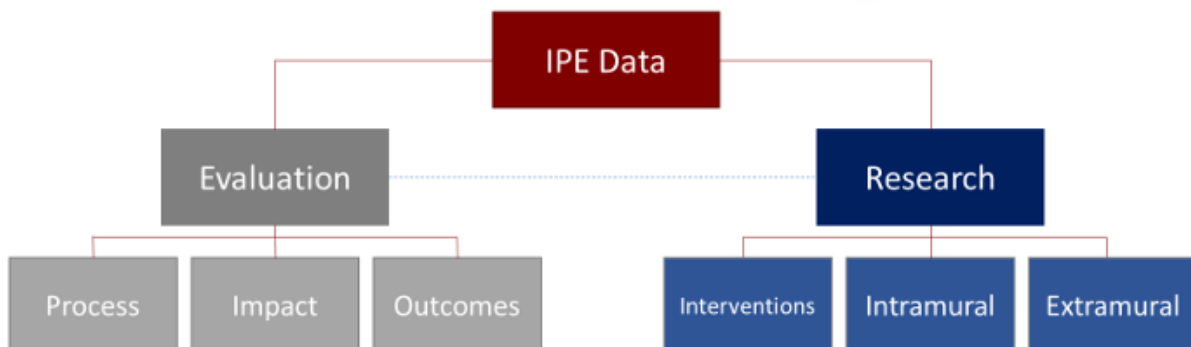 IPE Data
Evaluation
Research
Process
Impact
Outcomes
Interventions
Intramural
Extramural